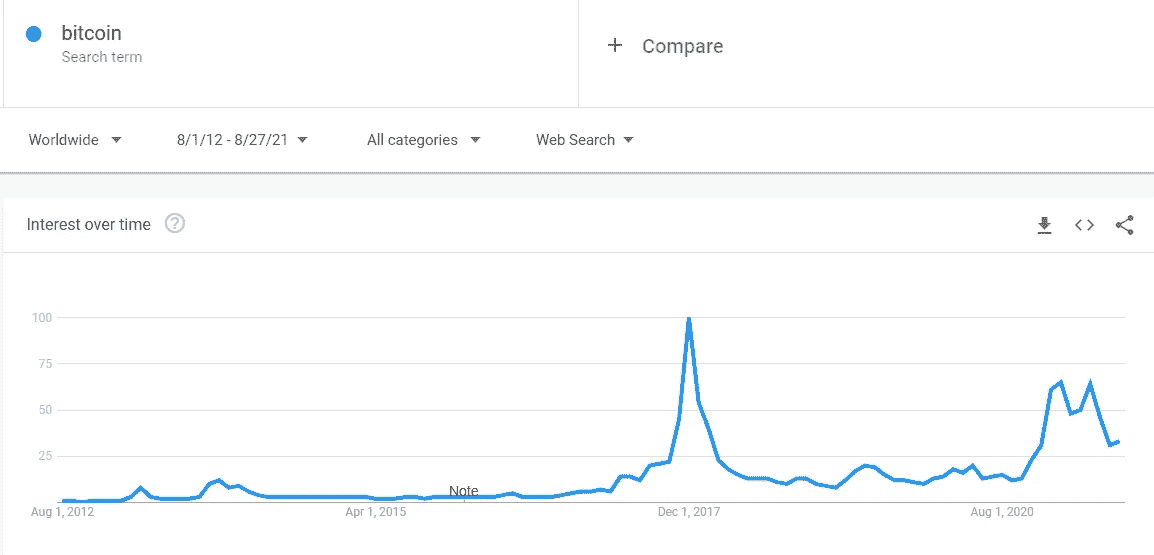 bitcoin
Search term
+ Compare
Worldwide
8/1/12 - 8/27/21
All categories
Web Search
Interest over time ?
100
75
50
25
Note
Aug 1, 2012
Apr 1, 2015
Dec 1, 2017
Aug 1, 2020